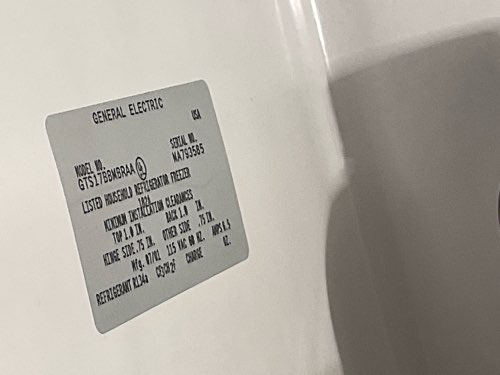 GENERAL ELECTRIC
USA
MODEL NO. SERIAL NO.
GTS17BBMBRAA NA793585
LISTED HOUSEHOLD REFRIGERATOR FREEZER
MINIMUM INSTALLATION CLEARANCES
TOP 1.0 IN. BACK 1.0 IN.
HINGE SIDE .75 IN. OTHER SIDE .75 IN.
Mfg. 07/01 115 VAC 60 HZ. AMPS 6.5
REFRIGERANT R134a CF3CH2F CHARGE OZ.